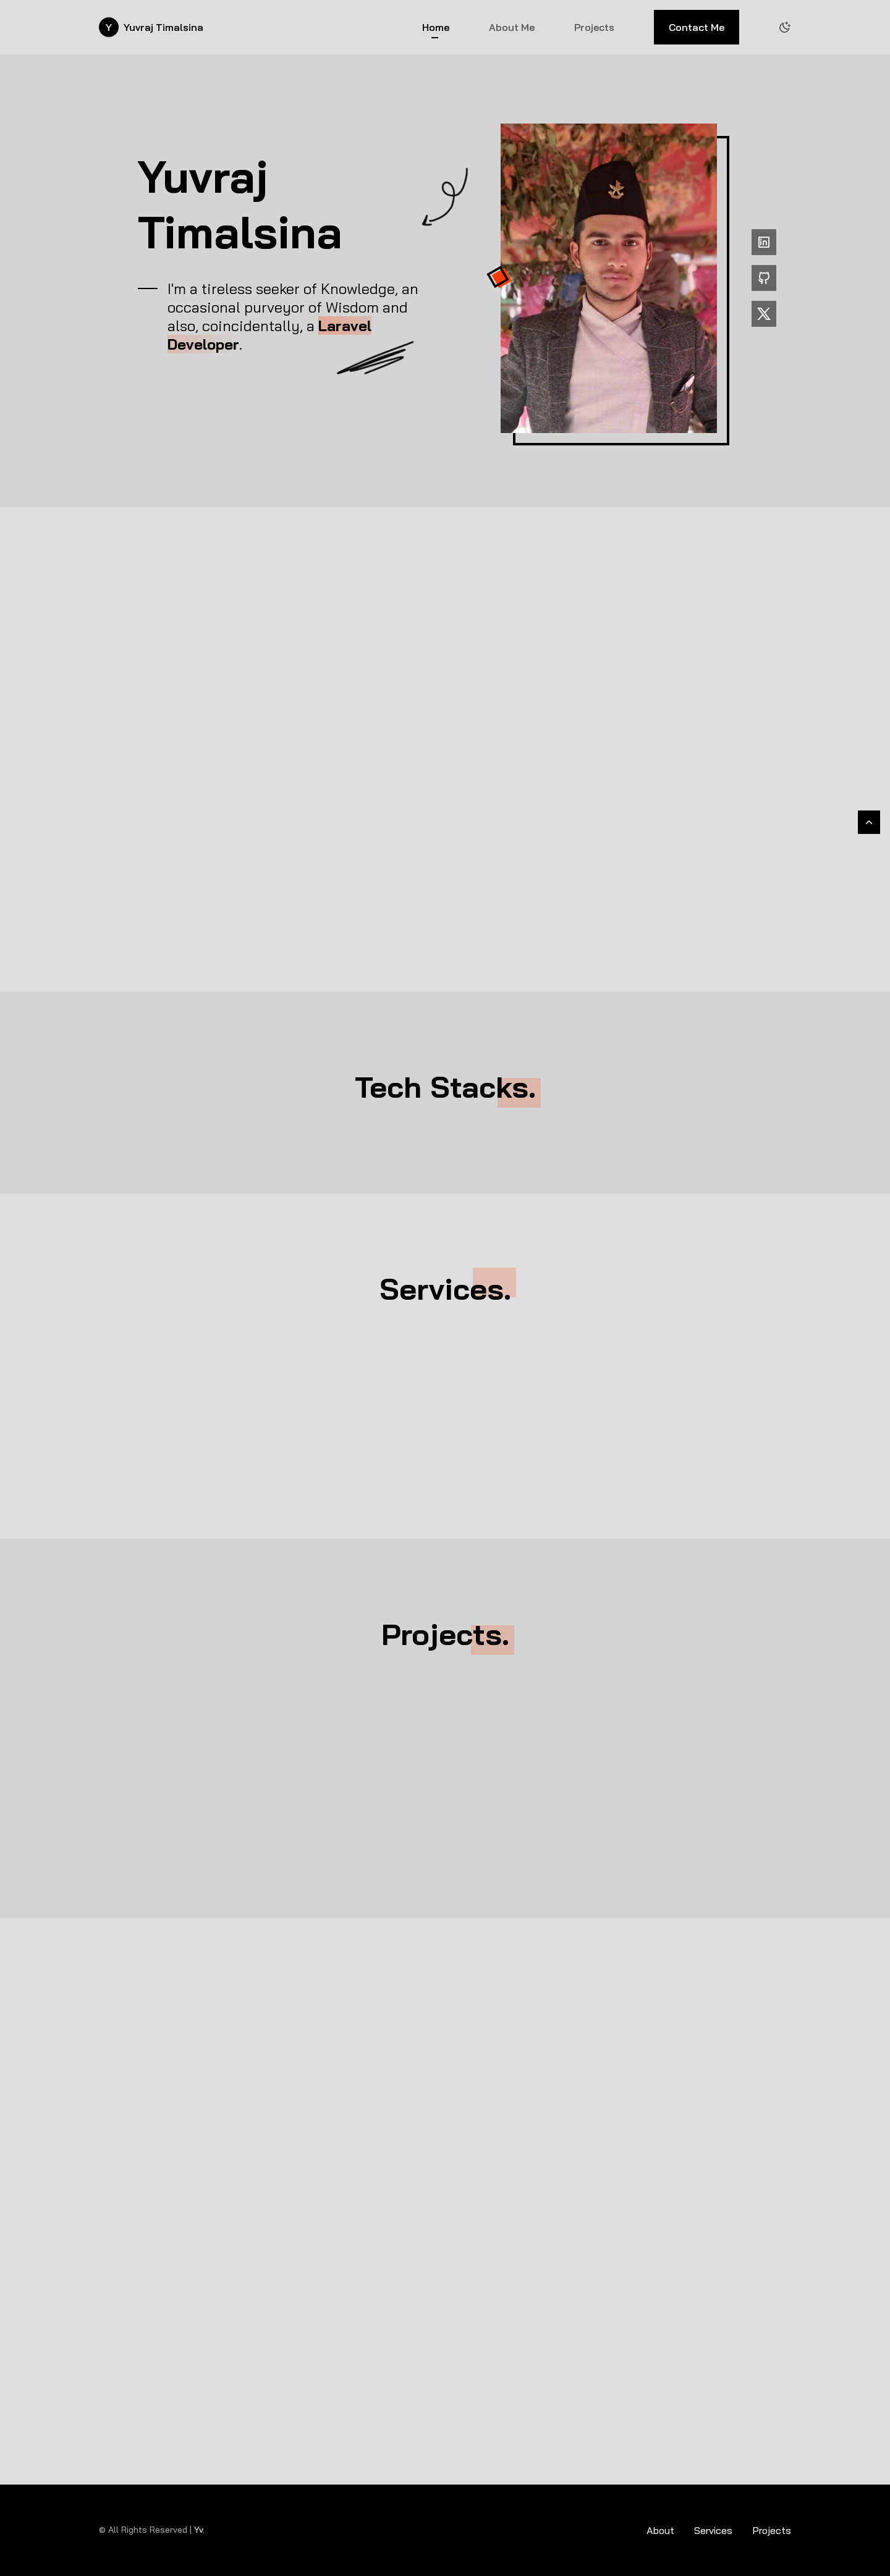 Y Yuvraj Timalsina
Home About Me Projects Contact Me
Yuvraj
Timalsina
I'm a tireless seeker of Knowledge, an
occasional purveyor of Wisdom and
also, coincidentally, a Laravel
Developer.
Tech Stacks.
Services.
Projects.
© All Rights Reserved | Yv.
About Services Projects